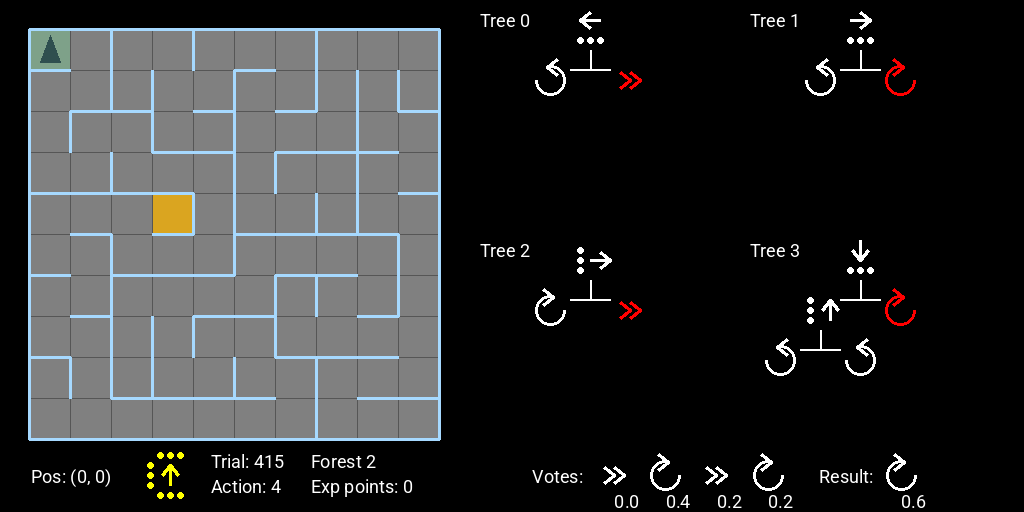 Tree 0
Tree 1
Tree 2
Tree 3
Pos: (0, 0)
Trial: 415
Forest 2
Action: 4
Exp points: 0
Votes:
Result:
0.0
0.4
0.2
0.2
0.6